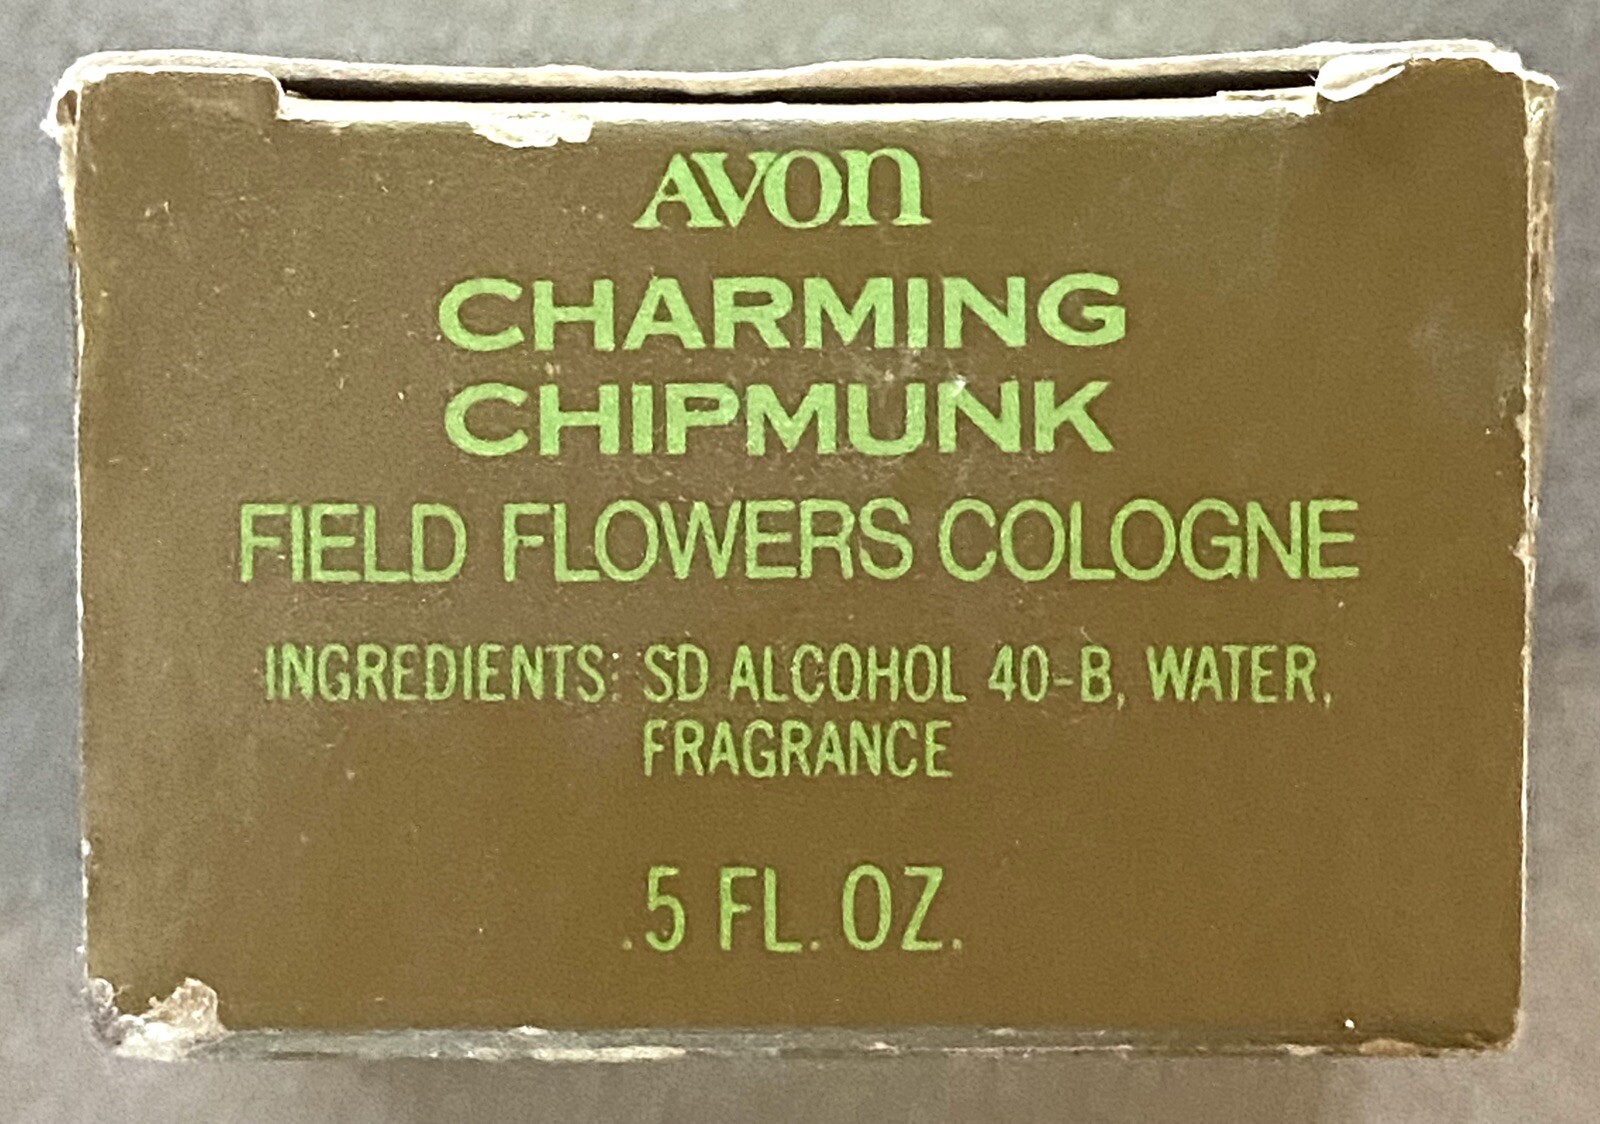 AVON
CHARMING
CHIPMUNK
FIELD FLOWERS COLOGNE
INGREDIENTS: SD ALCOHOL 40-B, WATER,
FRAGRANCE
.5 FL. OZ.